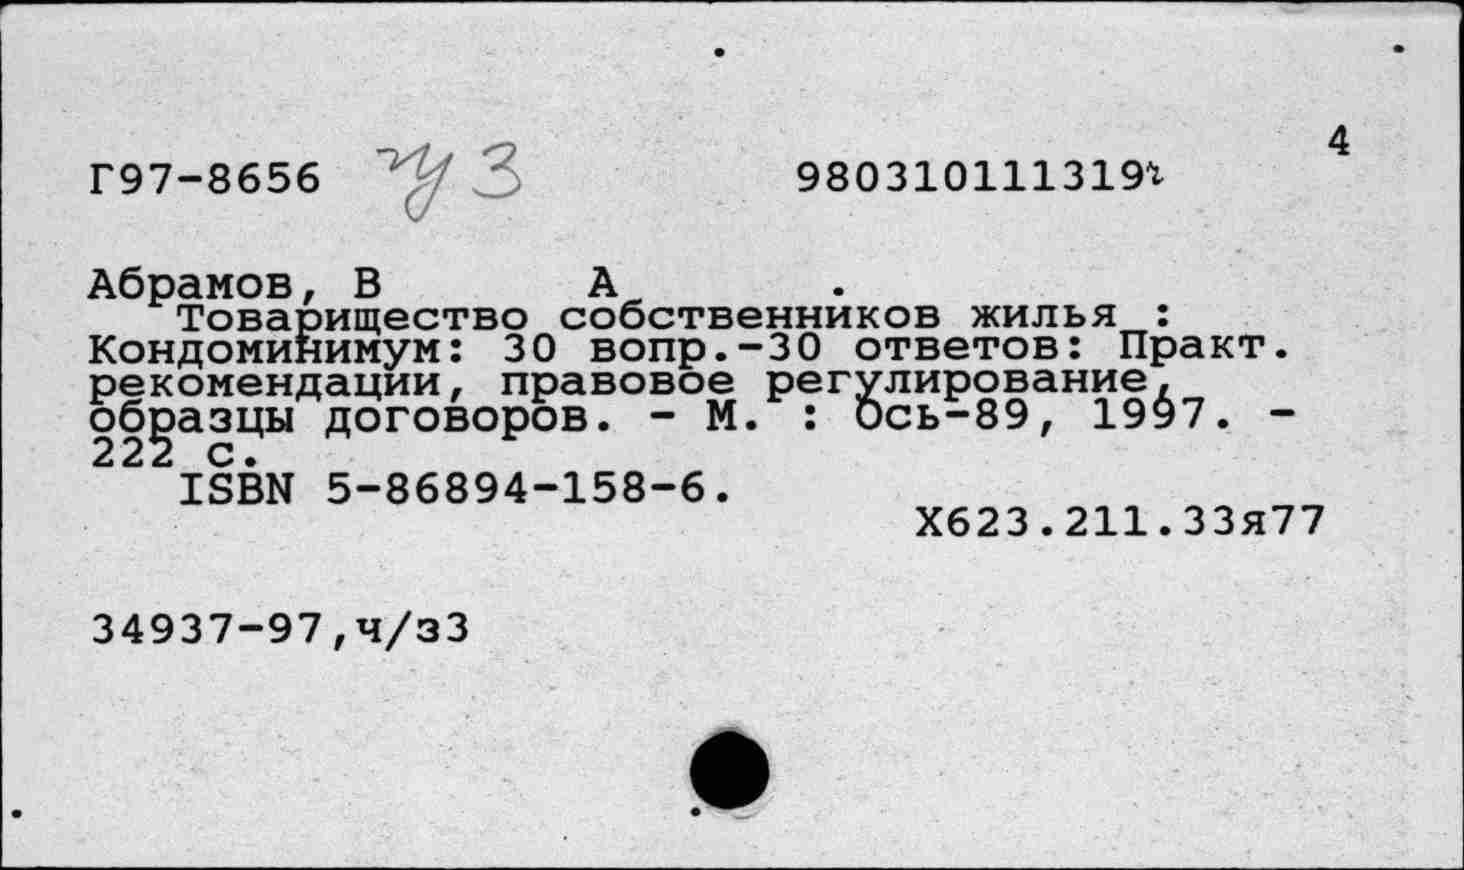 4
Г97-8656 ч/з 3 980310111319
Абрамов, В А .
Товарищество собственников жилья :
Кондоминимум: 30 вопр.-30 ответов: Практ.
рекомендации, правовое регулирование,
образцы договоров. - М. : Ось-89, 1997. -
222 с.
ISBN 5-86894-158-6.
Х623.211.33я77
34937-97,ч/з3